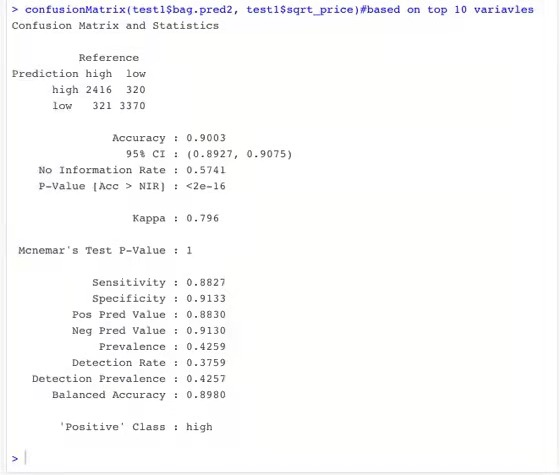 > confusionMatrix(test1$bag.pred2, test1$sqrt_price)#based on top 10 variavles
Confusion Matrix and Statistics
Reference
Prediction high low
high 2416 320
low 321 3370
Accuracy : 0.9003
95% CI : (0.8927, 0.9075)
No Information Rate : 0.5741
P-Value [Acc > NIR] : <2e-16
Kappa : 0.796
Mcnemar's Test P-Value : 1
Sensitivity : 0.8827
Specificity : 0.9133
Pos Pred Value : 0.8830
Neg Pred Value : 0.9130
Prevalence : 0.4259
Detection Rate : 0.3759
Detection Prevalence : 0.4257
Balanced Accuracy : 0.8980
'Positive' Class : high
>